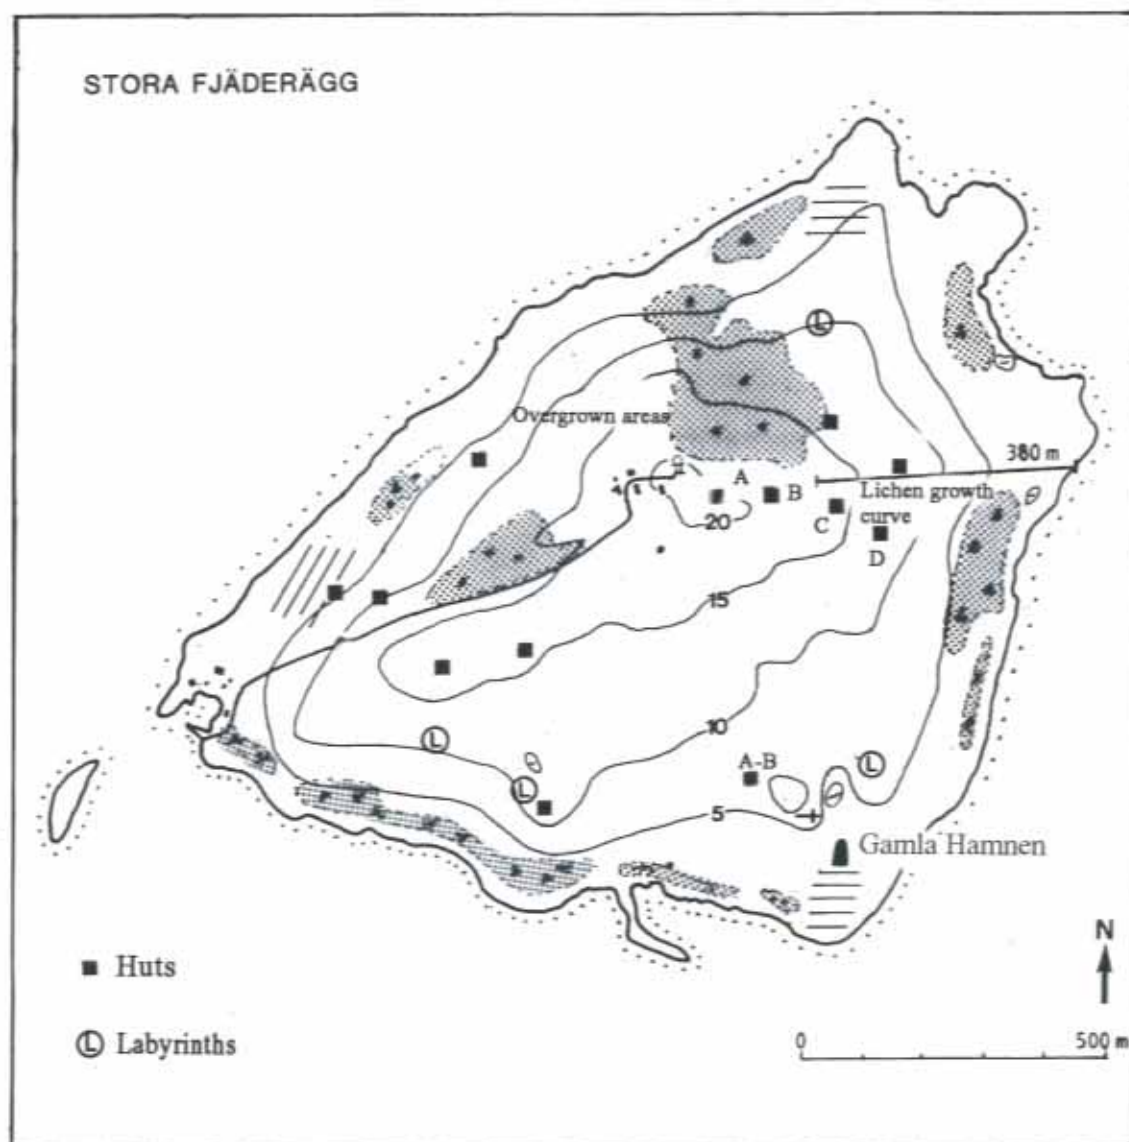 STORA FJÄDERÄGG
L
Overgrown areas
380 m
A
B
Lichen growth
curve
C
20
D
15
10
L
L
L
A-B
5
Gamla Hamnen
N
Huts
L Labyrinths
0 500 m